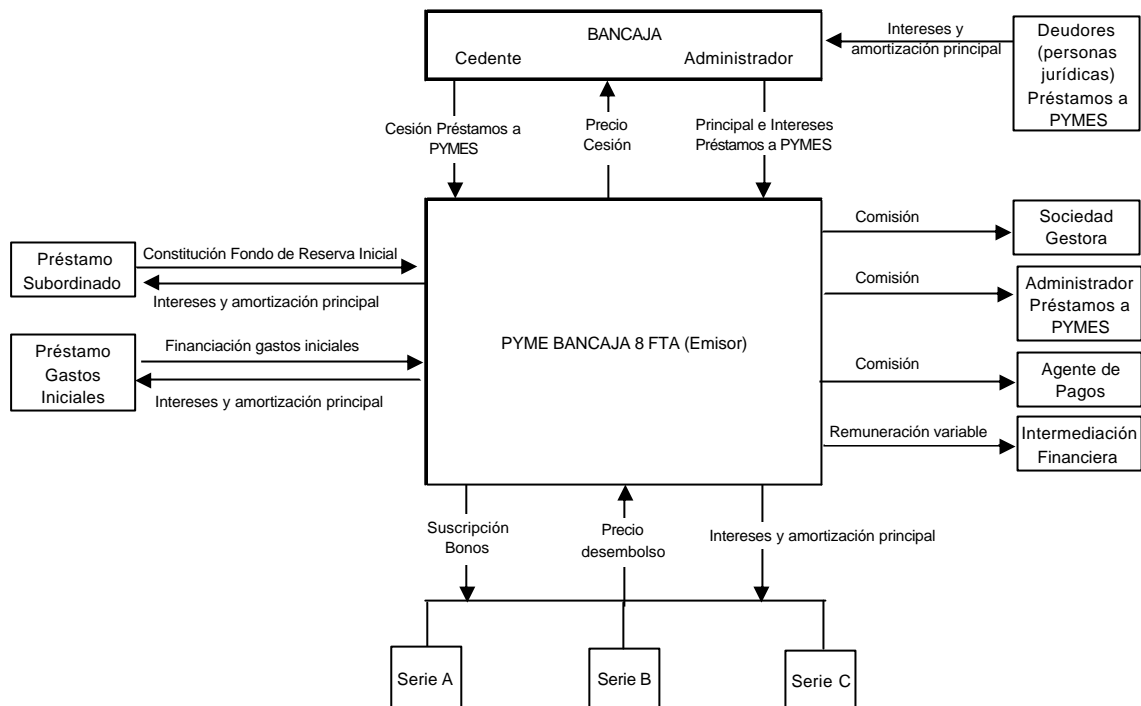 BANCAJA
Cedente
Administrador
Intereses y
amortización principal
Deudores
(personas
jurídicas)
Préstamos a
PYMES
Cesión Préstamos a
PYMES
Precio
Cesión
Principal e Intereses
Préstamos a PYMES
Préstamo
Subordinado
Constitución Fondo de Reserva Inicial
Intereses y amortización principal
Préstamo
Gastos
Iniciales
Financiación gastos iniciales
Intereses y amortización principal
PYME BANCAJA 8 FTA (Emisor)
Comisión
Sociedad
Gestora
Comisión
Administrador
Préstamos a
PYMES
Comisión
Agente de
Pagos
Remuneración variable
Intermediación
Financiera
Suscripción
Bonos
Precio
desembolso
Intereses y amortización principal
Serie A
Serie B
Serie C